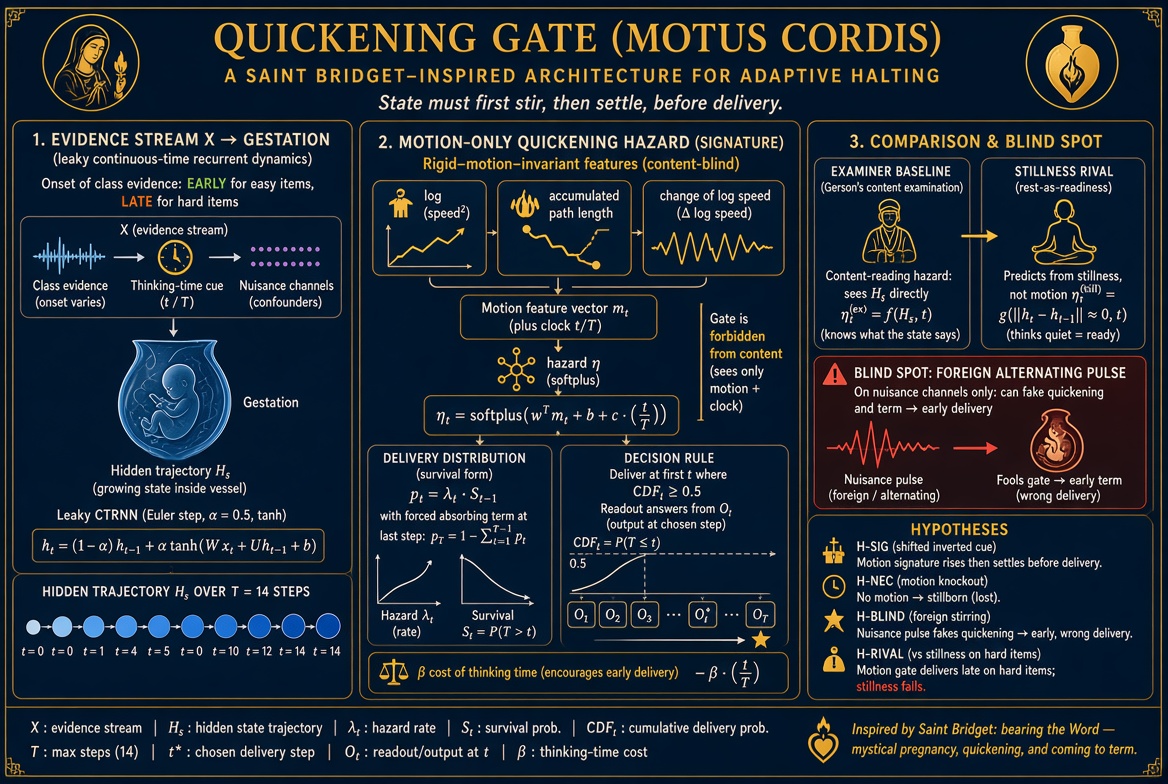 QUICKENING GATE (MOTUS CORDIS)
A SAINT BRIDGET–INSPIRED ARCHITECTURE FOR ADAPTIVE HALTING
State must first stir, then settle, before delivery.
1. EVIDENCE STREAM X → GESTATION
(leaky continuous-time recurrent dynamics)
Onset of class evidence: EARLY for easy items,
LATE for hard items
X (evidence stream)
Class evidence
(onset varies)
Thinking-time cue
(t / T)
Nuisance channels
(confounders)
Gestation
Hidden trajectory Hₛ
(growing state inside vessel)
Leaky CTRNN (Euler step, α = 0.5, tanh)
hₜ = (1−α) hₜ₋₁ + α tanh(W xₜ + Uhₜ₋₁ + b)
HIDDEN TRAJECTORY Hₛ OVER T = 14 STEPS
t=0 t=0 t=1 t=4 t=5 t=0 t=10 t=12 t=14 t=14
2. MOTION–ONLY QUICKENING HAZARD (SIGNATURE)
Rigid–motion–invariant features (content-blind)
log
(speed²)
accumulated
path length
change of log speed
(Δ log speed)
Motion feature vector mₜ
(plus clock t/T)
hazard η
(softplus)
Gate is
forbidden
from content
(sees only
motion +
clock)
ηₜ = softplus(wᵀmₜ + b + c · (t/T))
DELIVERY DISTRIBUTION
(survival form)
pₜ = λₜ · Sₜ₋₁
with forced absorbing term at
last step: p_T = 1 − ∑_{t=1}^{T−1} pₜ
Hazard λₜ
(rate)
Survival
Sₜ = P(T > t)
DECISION RULE
Deliver at first t where
CDFₜ ≥ 0.5
Readout answers from Oₜ
(output at chosen step)
CDFₜ = P(T ≤ t)
0.5
O₁ O₂ O₃ ⋯ Oₜ* ⋯ O_T
β cost of thinking time (encourages early delivery) −β · (t/T)
3. COMPARISON & BLIND SPOT
EXAMINER BASELINE
(Gerson's content examination)
Content-reading hazard:
sees Hₛ directly
ηₜ⁽ᵉˣ⁾ = f(Hₛ, t)
(knows what the state says)
STILLNESS RIVAL
(rest-as-readiness)
Predicts from stillness,
not motion
g(||hₜ − hₜ₋₁|| ≈ 0, t)
(thinks quiet = ready)
BLIND SPOT: FOREIGN ALTERNATING PULSE
On nuisance channels only: can fake quickening
and term → early delivery
Nuisance pulse
(foreign / alternating)
Fools gate → early term
(wrong delivery)
HYPOTHESES
H-SIG (shifted inverted cue)
Motion signature rises then settles before delivery.
H-NEC (motion knockout)
No motion → stillborn (lost).
H-BLIND (foreign stirring)
Nuisance pulse fakes quickening → early, wrong delivery.
H-RIVAL (vs stillness on hard items)
Motion gate delivers late on hard items;
stillness fails.
X : evidence stream | Hₛ : hidden state trajectory | λₜ : hazard rate | Sₜ : survival prob. | CDFₜ : cumulative delivery prob.
T : max steps (14) | t* : chosen delivery step | Oₜ : readout/output at t | β : thinking–time cost
Inspired by Saint Bridget: bearing the Word —
mystical pregnancy, quickening, and coming to term.